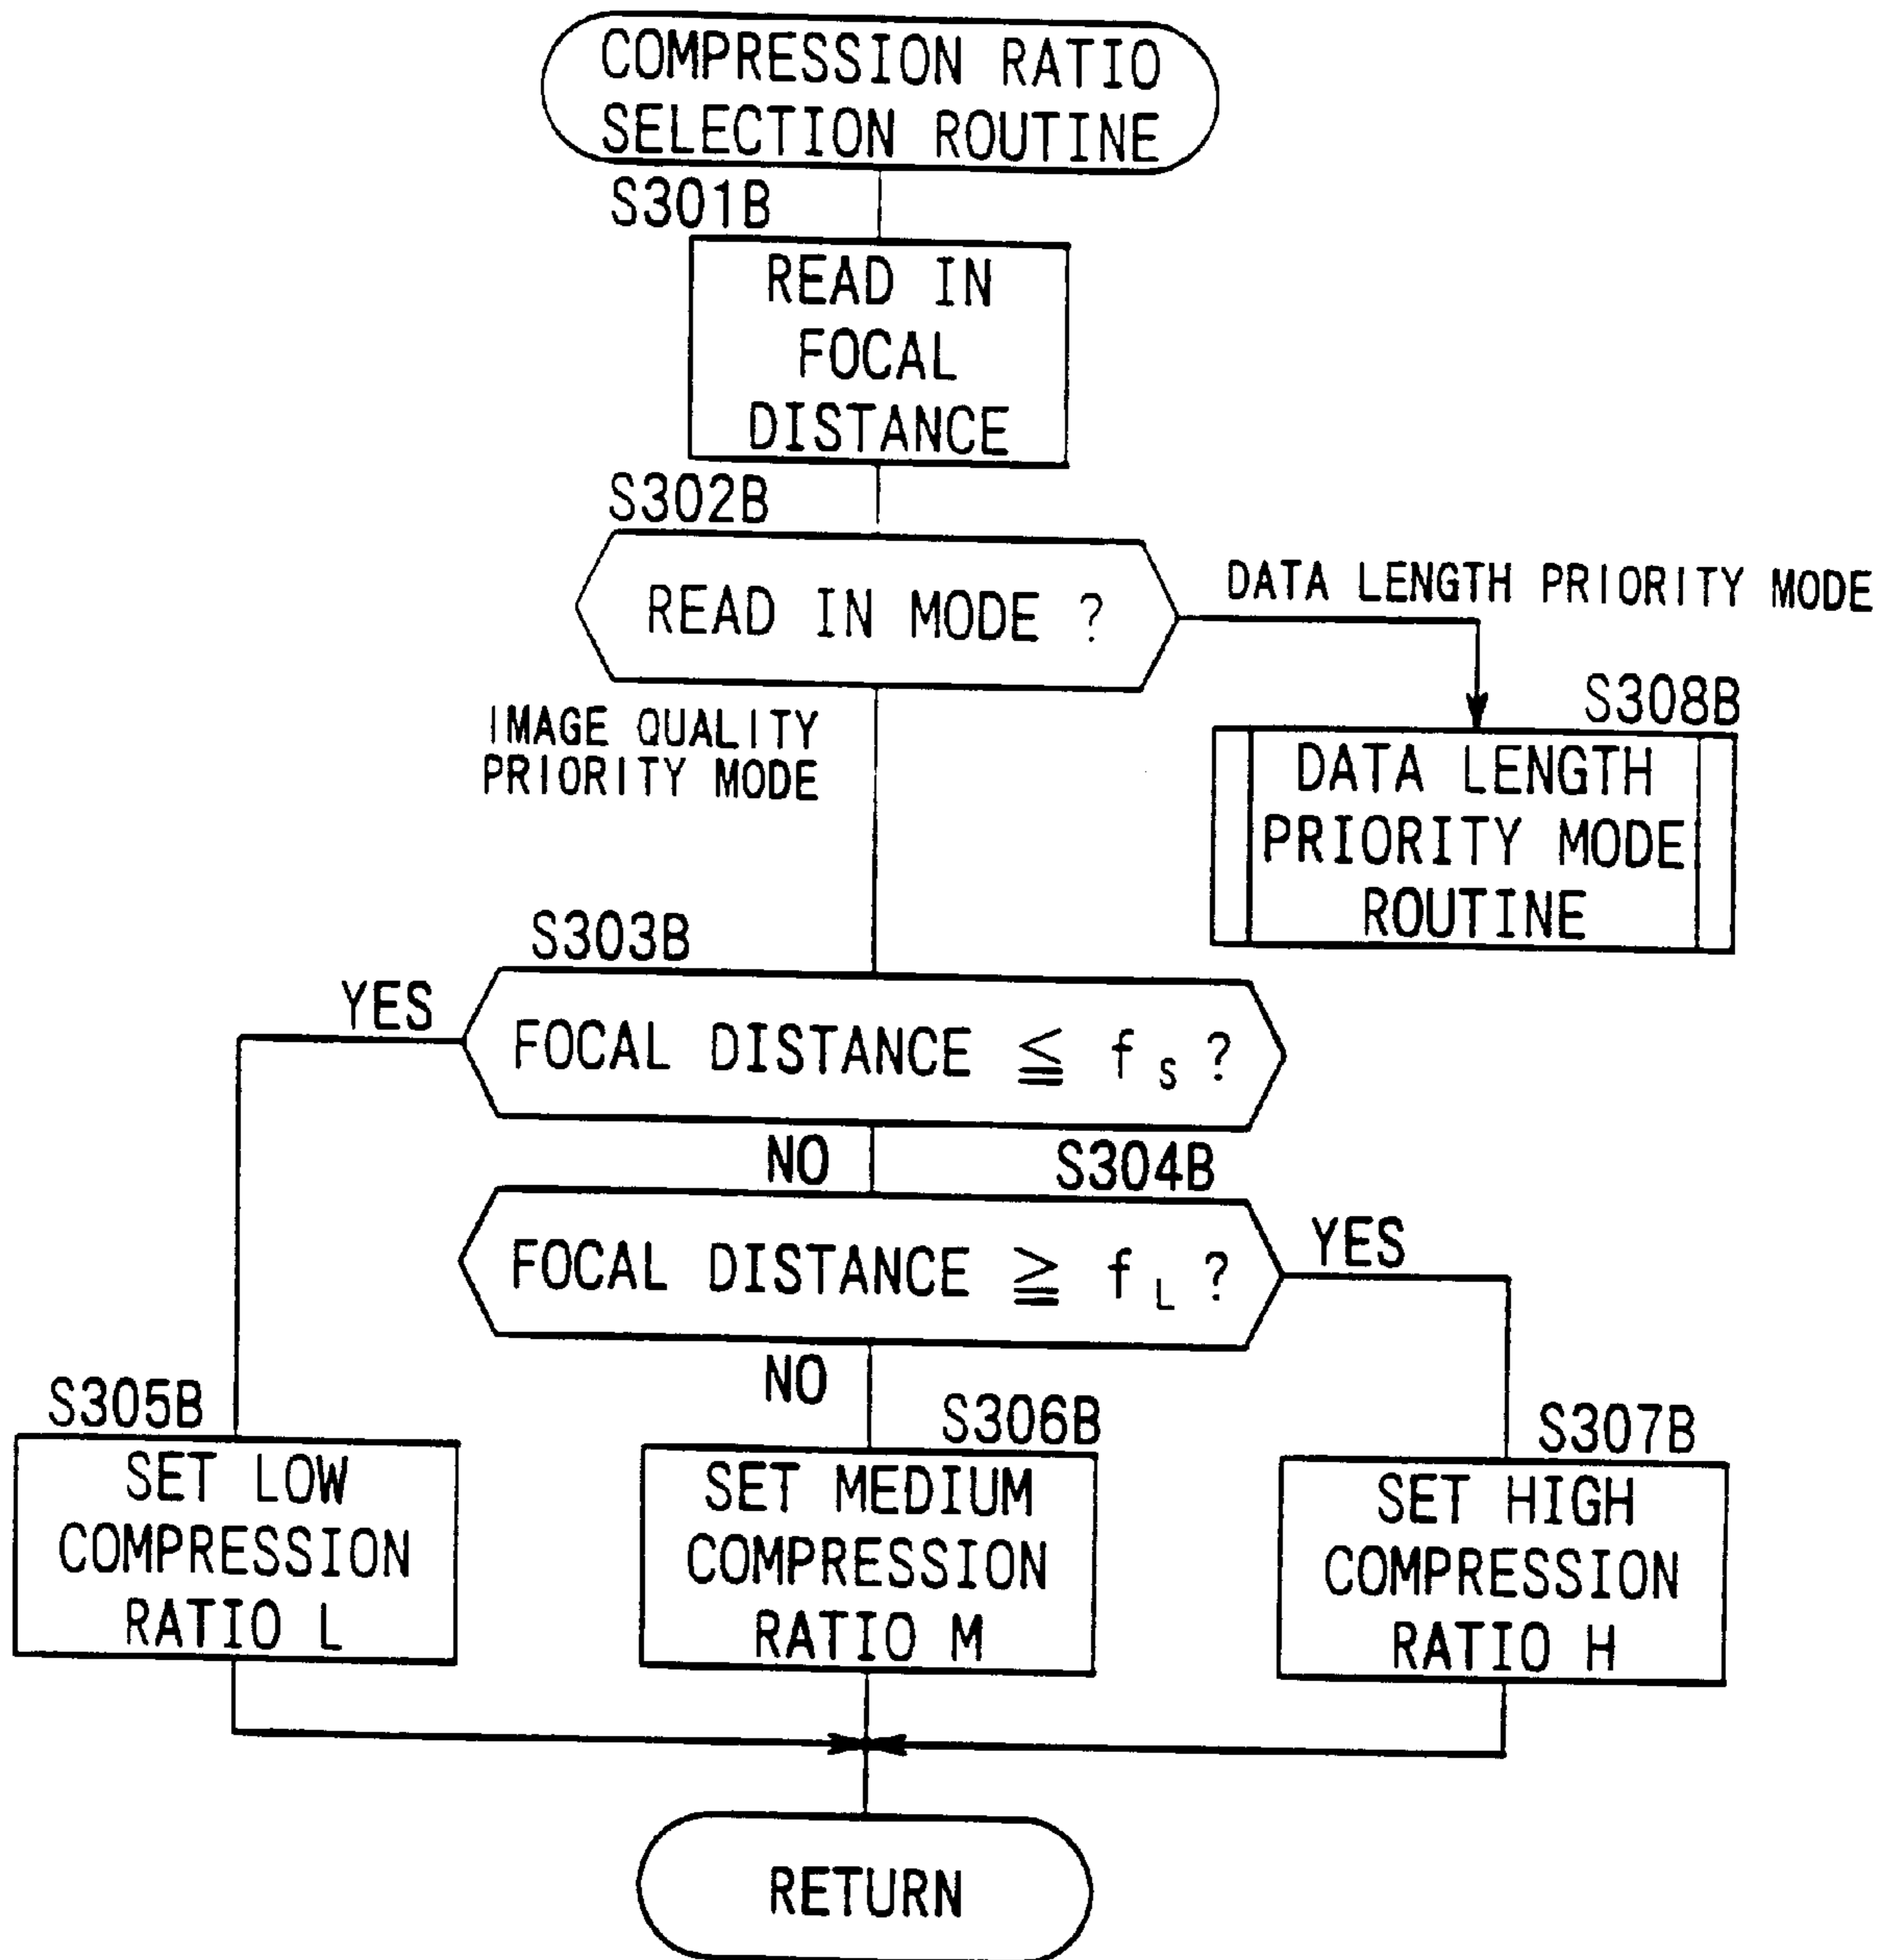 COMPRESSION RATIO
SELECTION ROUTINE
S301B
READ IN
FOCAL
DISTANCE
S302B
READ IN MODE ?
DATA LENGTH PRIORITY MODE
IMAGE QUALITY
PRIORITY MODE
S308B
DATA LENGTH
PRIORITY MODE
ROUTINE
S303B
YES
FOCAL DISTANCE ≦ fS ?
NO
S304B
FOCAL DISTANCE ≧ fL ?
YES
NO
S305B
SET LOW
COMPRESSION
RATIO L
S306B
SET MEDIUM
COMPRESSION
RATIO M
S307B
SET HIGH
COMPRESSION
RATIO H
RETURN